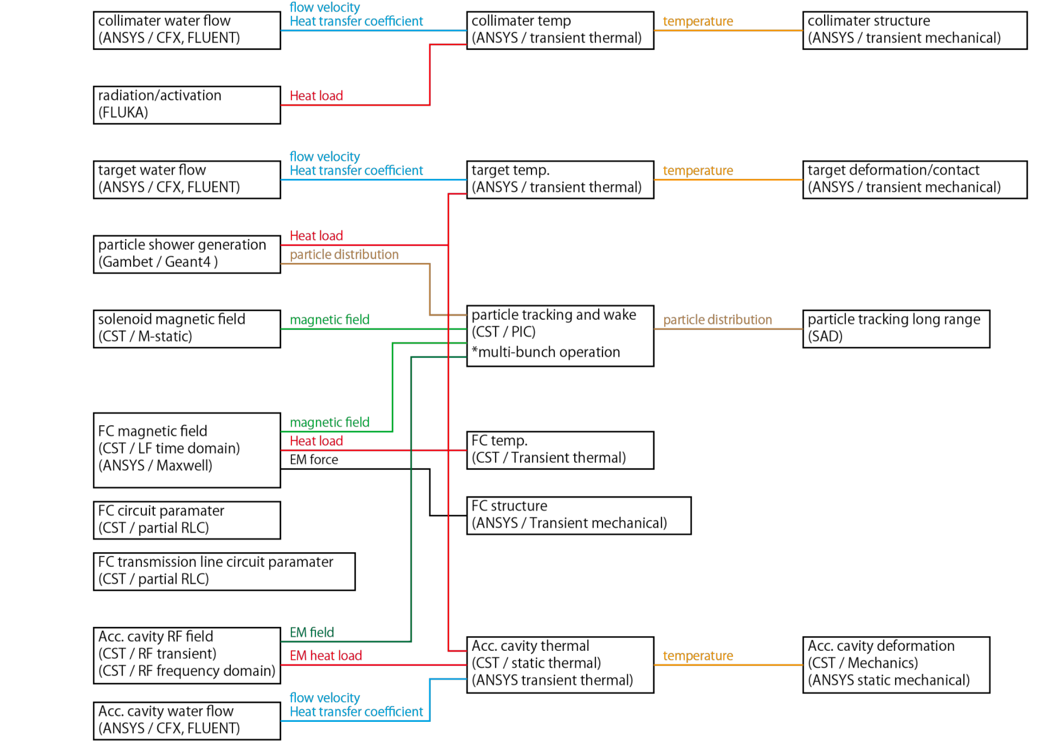 collimater water flow
(ANSYS / CFX, FLUENT)
flow velocity
Heat transfer coefficient
collimater temp
(ANSYS / transient thermal)
temperature
collimater structure
(ANSYS / transient mechanical)
radiation/activation
(FLUKA)
Heat load
target water flow
(ANSYS / CFX, FLUENT)
flow velocity
Heat transfer coefficient
target temp.
(ANSYS / transient thermal)
temperature
target deformation/contact
(ANSYS / transient mechanical)
particle shower generation
(Gambet / Geant4 )
Heat load
particle distribution
solenoid magnetic field
(CST / M-static)
magnetic field
particle tracking and wake
(CST / PIC)
*multi-bunch operation
particle distribution
particle tracking long range
(SAD)
FC magnetic field
(CST / LF time domain)
(ANSYS / Maxwell)
magnetic field
Heat load
EM force
FC temp.
(CST / Transient thermal)
FC structure
(ANSYS / Transient mechanical)
FC circuit paramater
(CST / partial RLC)
FC transmission line circuit paramater
(CST / partial RLC)
Acc. cavity RF field
(CST / RF transient)
(CST / RF frequency domain)
EM field
EM heat load
Acc. cavity thermal
(CST / static thermal)
(ANSYS transient thermal)
temperature
Acc. cavity deformation
(CST / Mechanics)
(ANSYS static mechanical)
Acc. cavity water flow
(ANSYS / CFX, FLUENT)
flow velocity
Heat transfer coefficient